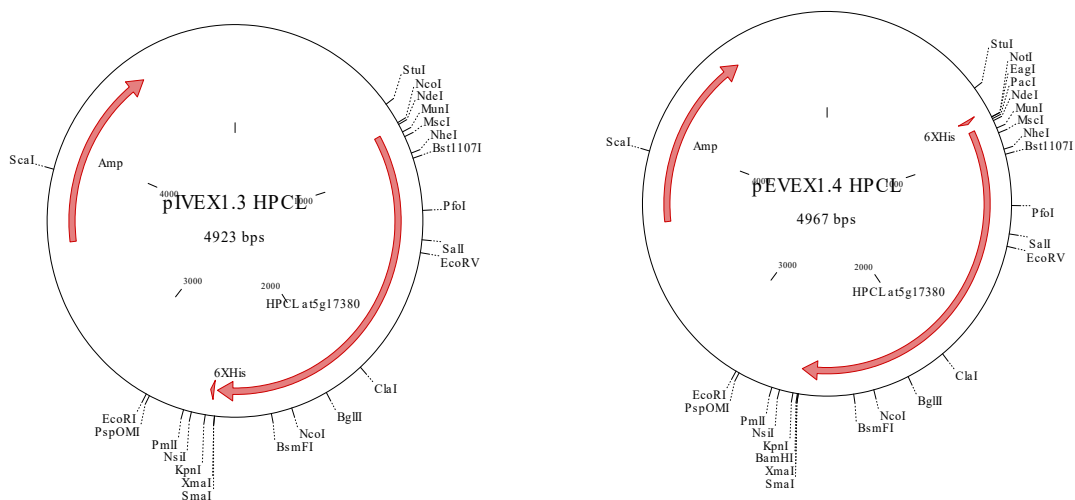 StuI
NcoI
NdeI
MunI
MscI
NheI
Bst1107I
ScaI
Amp
4000
1000
pIVEX1.3 HPCL
4923 bps
PfoI
SalI
EcoRV
3000
2000
HPCL at5g17380
6XHis
ClaI
BglII
NcoI
BsmFI
EcoRI
PspOMI
PmlI
NsiI
KpnI
XmaI
SmaI
StuI
NotI
EagI
PacI
NdeI
MunI
MscI
NheI
Bst1107I
6XHis
ScaI
Amp
4000
1000
pEVEX1.4 HPCL
4967 bps
PfoI
SalI
EcoRV
3000
2000
HPCL at5g17380
ClaI
BglII
NcoI
BsmFI
EcoRI
PspOMI
PmlI
NsiI
KpnI
BamHI
XmaI
SmaI